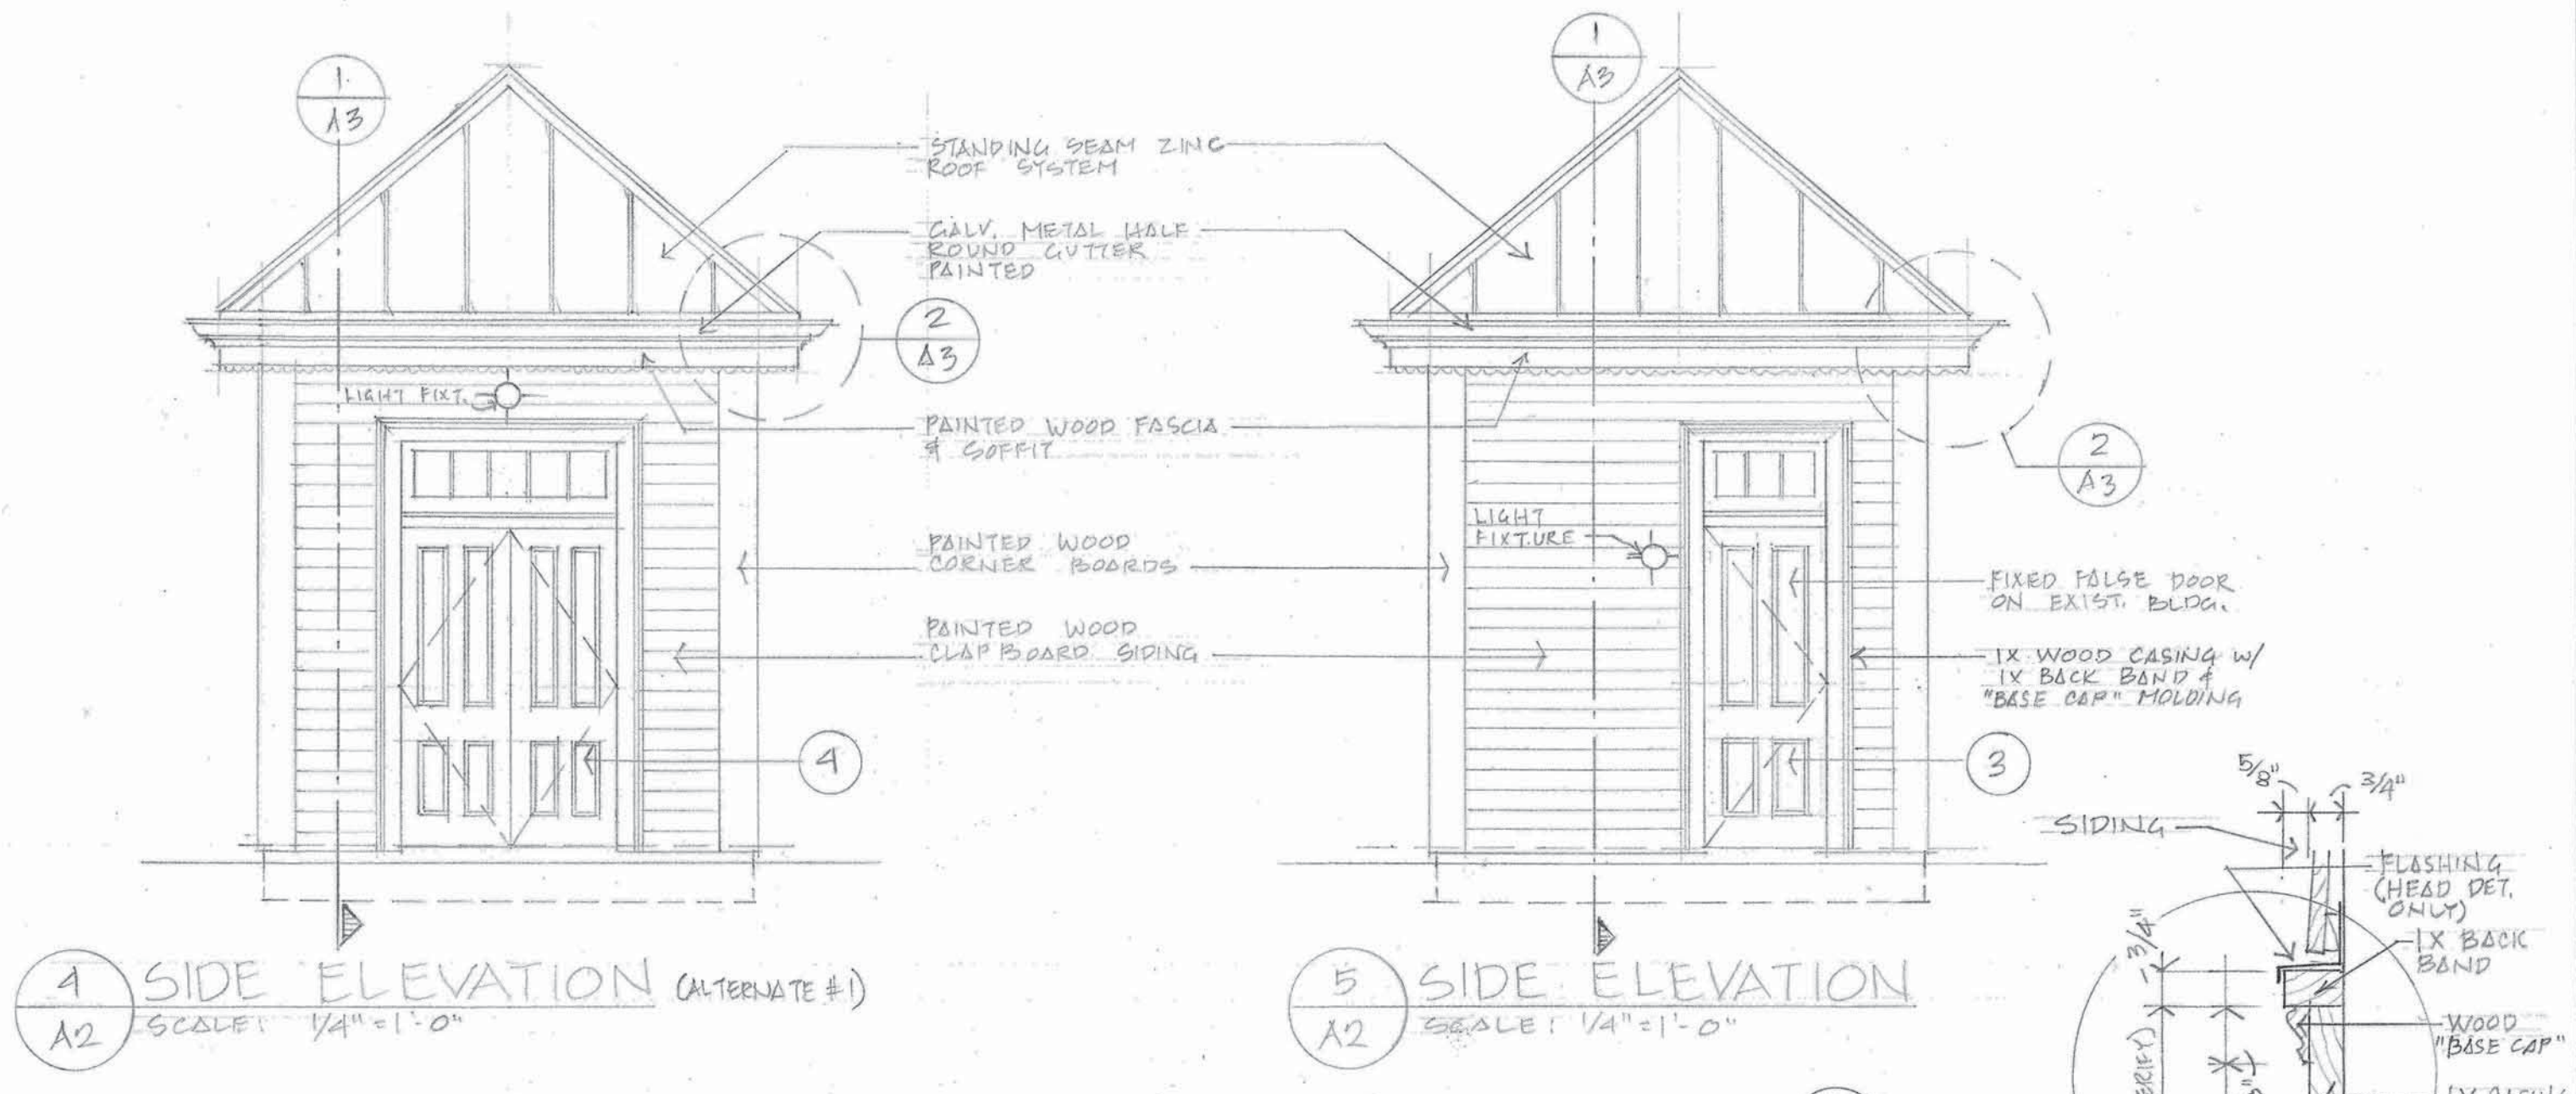 1
A3
1
A3
STANDING SEAM ZINC
ROOF SYSTEM
GALV. METAL HALF
ROUND GUTTER
PAINTED
2
A3
LIGHT FIXT.
PAINTED WOOD FASCIA
& SOFFIT
2
A3
LIGHT
FIXTURE
PAINTED WOOD
CORNER BOARDS
FIXED FALSE DOOR
ON EXIST. BLDG.
PAINTED WOOD
CLAPBOARD SIDING
1X WOOD CASING W/
1X BACK BAND &
"BASE CAP" MOLDING
4
3
5/8"
3/4"
SIDING
FLASHING
(HEAD DET.
ONLY)
3/4"
1X BACK
BAND
WOOD
"BASE CAP"
4
A2
SIDE ELEVATION (ALTERNATE #1)
SCALE: 1/4"=1'-0"
5
A2
SIDE ELEVATION
SCALE: 1/4"=1'-0"